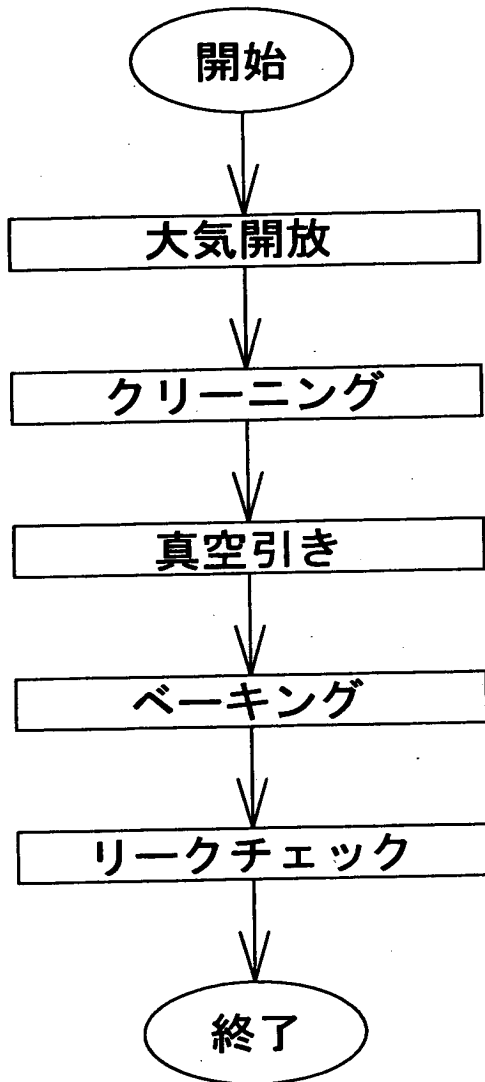 開始
大気開放
クリーニング
真空引き
ベーキング
リークチェック
終了